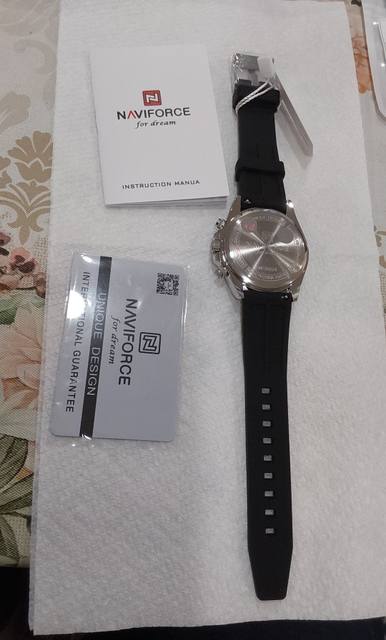 NAVIFORCE
for dream
INSTRUCTION MANUA
NAVIFORCE
for dream
UNIQUE DESIGN
INTERNATIONAL GUARANTEE